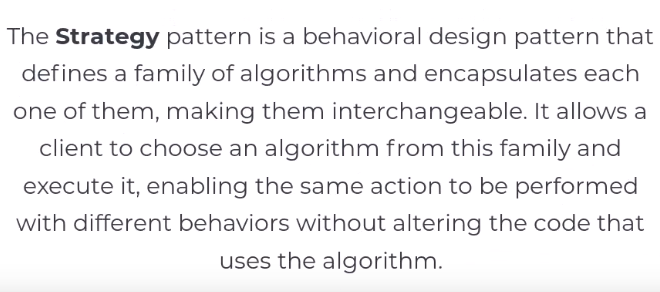 The Strategy pattern is a behavioral design pattern that
defines a family of algorithms and encapsulates each
one of them, making them interchangeable. It allows a
client to choose an algorithm from this family and
execute it, enabling the same action to be performed
with different behaviors without altering the code that
uses the algorithm.